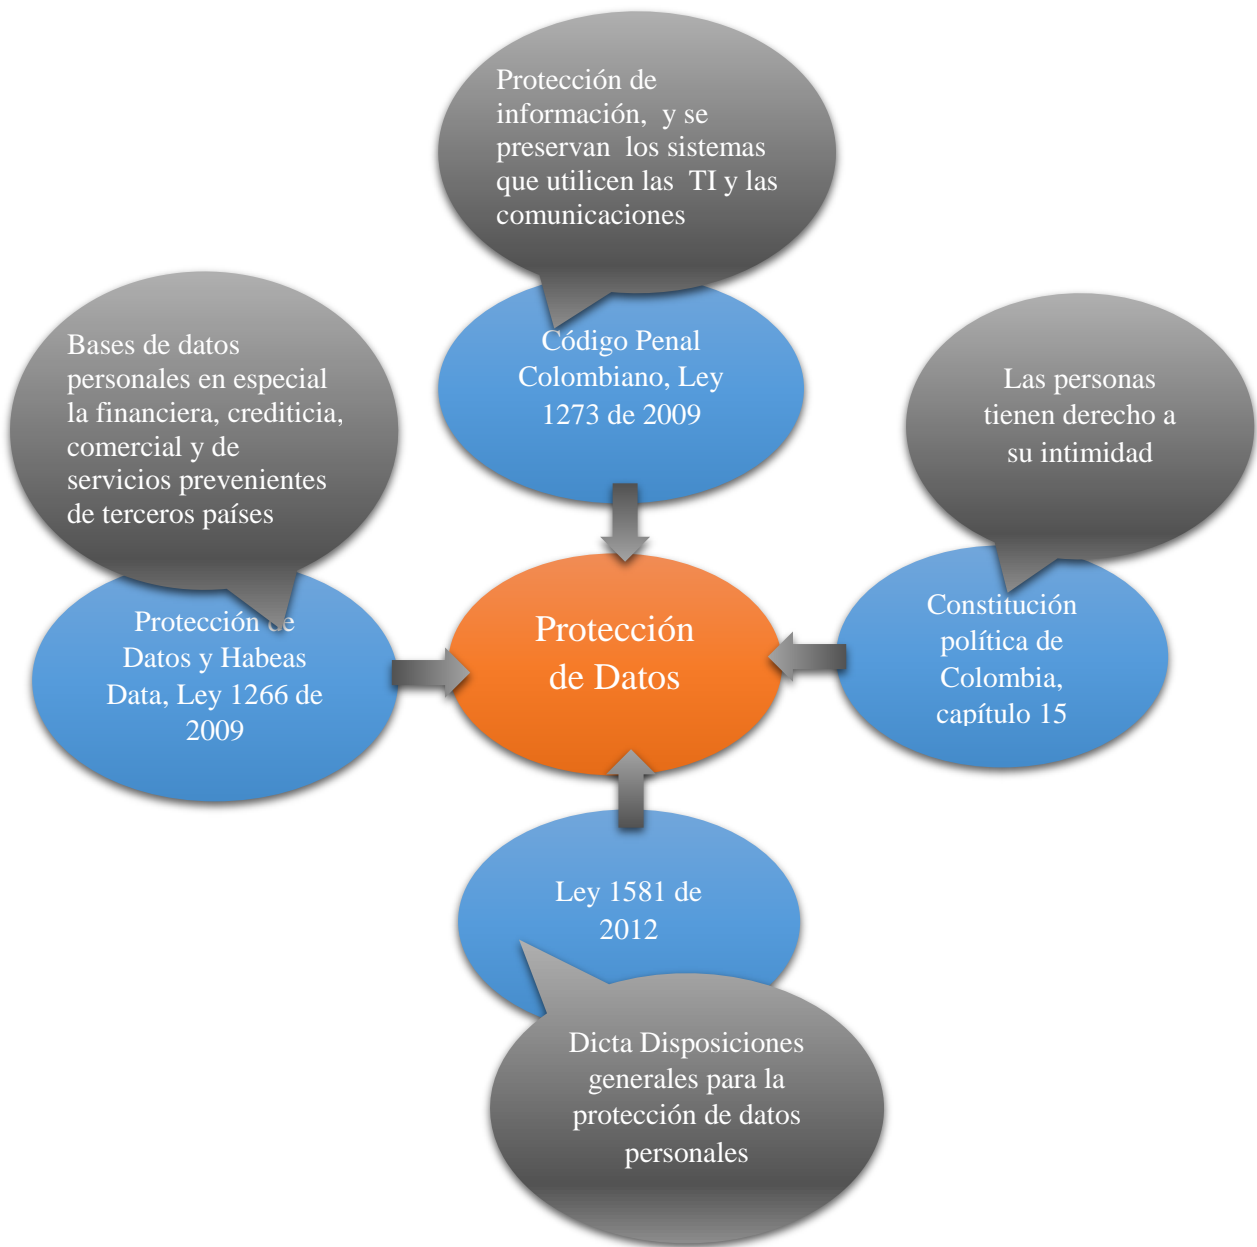 Protección de
información, y se
preservan los sistemas
que utilicen las TI y las
comunicaciones
Código Penal
Colombiano, Ley
1273 de 2009
Bases de datos
personales en especial
la financiera, crediticia,
comercial y de
servicios prevenientes
de terceros países
Protección de
Datos y Habeas
Data, Ley 1266 de
2009
Las personas
tienen derecho a
su intimidad
Constitución
política de
Colombia,
capítulo 15
Protección
de Datos
Ley 1581 de
2012
Dicta Disposiciones
generales para la
protección de datos
personales